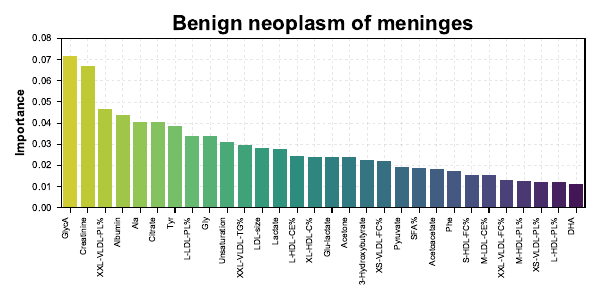 Benign neoplasm of meninges
Importance
0.08
0.07
0.06
0.05
0.04
0.03
0.02
0.01
0.00
GlycA
Creatinine
XXL-VLDL-PL%
Albumin
Ala
Citrate
Tyr
L-LDL-PL%
Gly
Unsaturation
XXL-VLDL-TG%
LDL-size
Lactate
L-HDL-CE%
XL-HDL-C%
Glu-lactate
Acetone
3-Hydroxybutyrate
XS-VLDL-FC%
Pyruvate
SFA%
Acetoacetate
Phe
S-HDL-FC%
M-LDL-CE%
XXL-VLDL-FC%
M-HDL-PL%
XS-VLDL-PL%
L-HDL-PL%
DHA